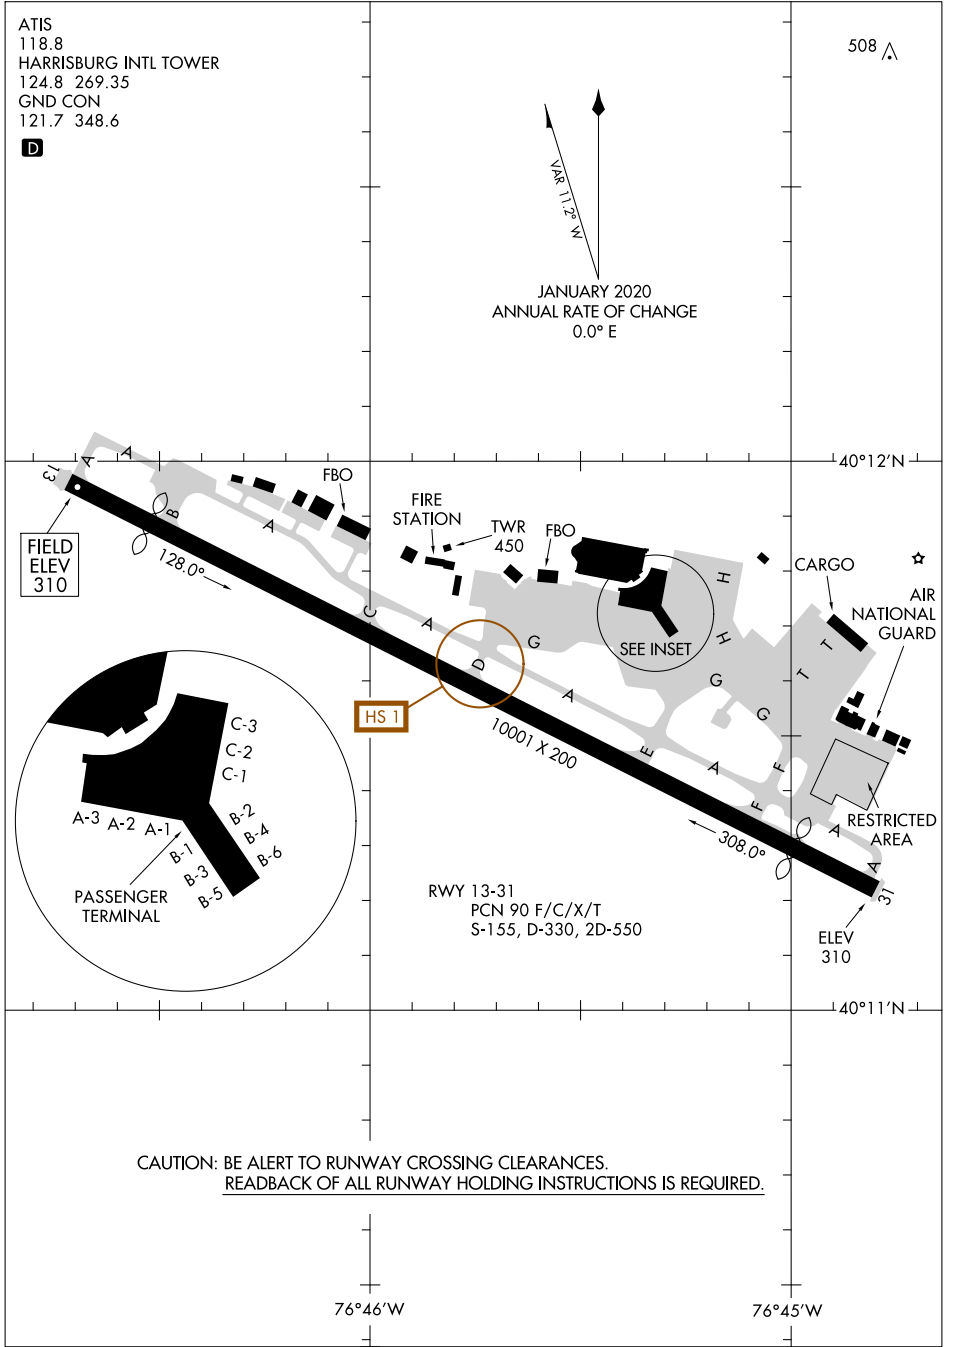 ATIS
118.8
HARRISBURG INTL TOWER
124.8 269.35
GND CON
121.7 348.6
D
508
VAR 11.2° W
JANUARY 2020
ANNUAL RATE OF CHANGE
0.0° E
40°12'N
13
A
A
B
A
FBO
FIRE
STATION
TWR
450
FBO
CARGO
AIR
NATIONAL
GUARD
FIELD
ELEV
310
128.0°
C
A
D
G
SEE INSET
H
H
G
G
T
T
HS 1
A
10001 X 200
E
A
F
F
A
A
RESTRICTED
AREA
308.0°
31
ELEV
310
C-3
C-2
C-1
A-3
A-2
A-1
B-2
B-4
B-6
B-1
B-3
B-5
PASSENGER
TERMINAL
RWY 13-31
PCN 90 F/C/X/T
S-155, D-330, 2D-550
40°11'N
CAUTION: BE ALERT TO RUNWAY CROSSING CLEARANCES.
READBACK OF ALL RUNWAY HOLDING INSTRUCTIONS IS REQUIRED.
76°46'W
76°45'W